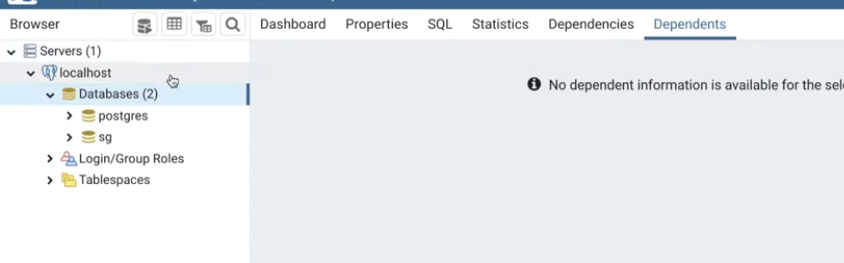 Browser
Dashboard Properties SQL Statistics Dependencies Dependents
Servers (1)
localhost
No dependent information is available for the
Databases (2)
postgres
sg
Login/Group Roles
Tablespaces